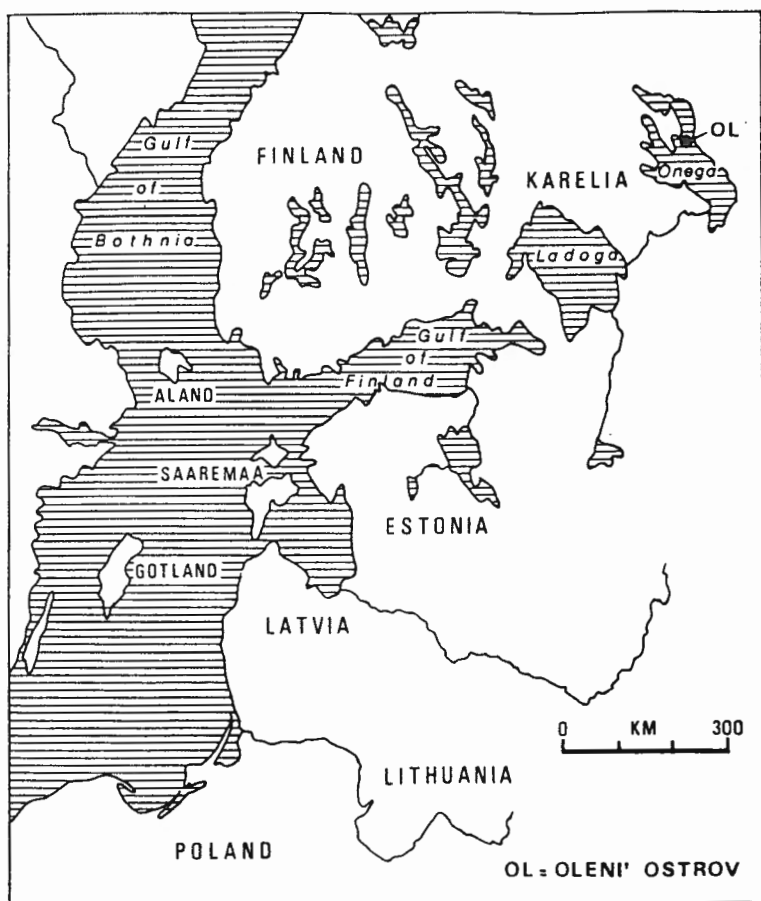 FINLAND
Gulf
of
Bothnia
KARELIA
OL
Onega
Ladoga
Gulf
of
Finland
ALAND
SAAREMAA
ESTONIA
GOTLAND
LATVIA
0 KM 300
LITHUANIA
POLAND
OL = OLENI' OSTROV